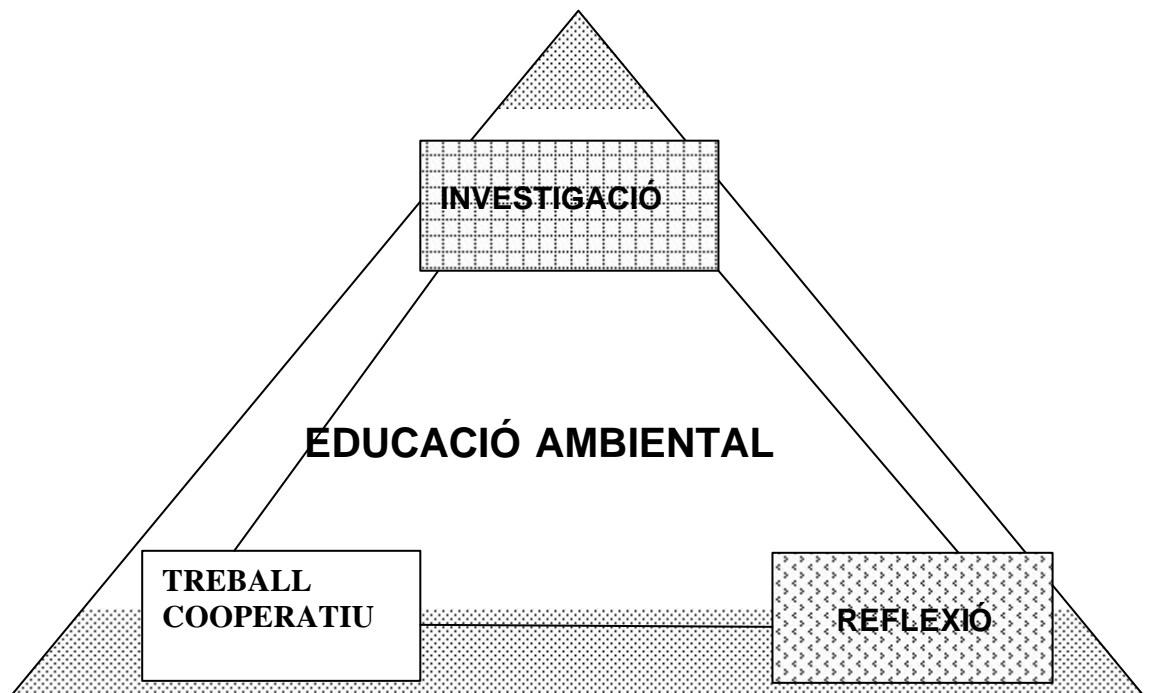 INVESTIGACIÓ
EDUCACIÓ AMBIENTAL
TREBALL
COOPERATIU
REFLEXIÓ